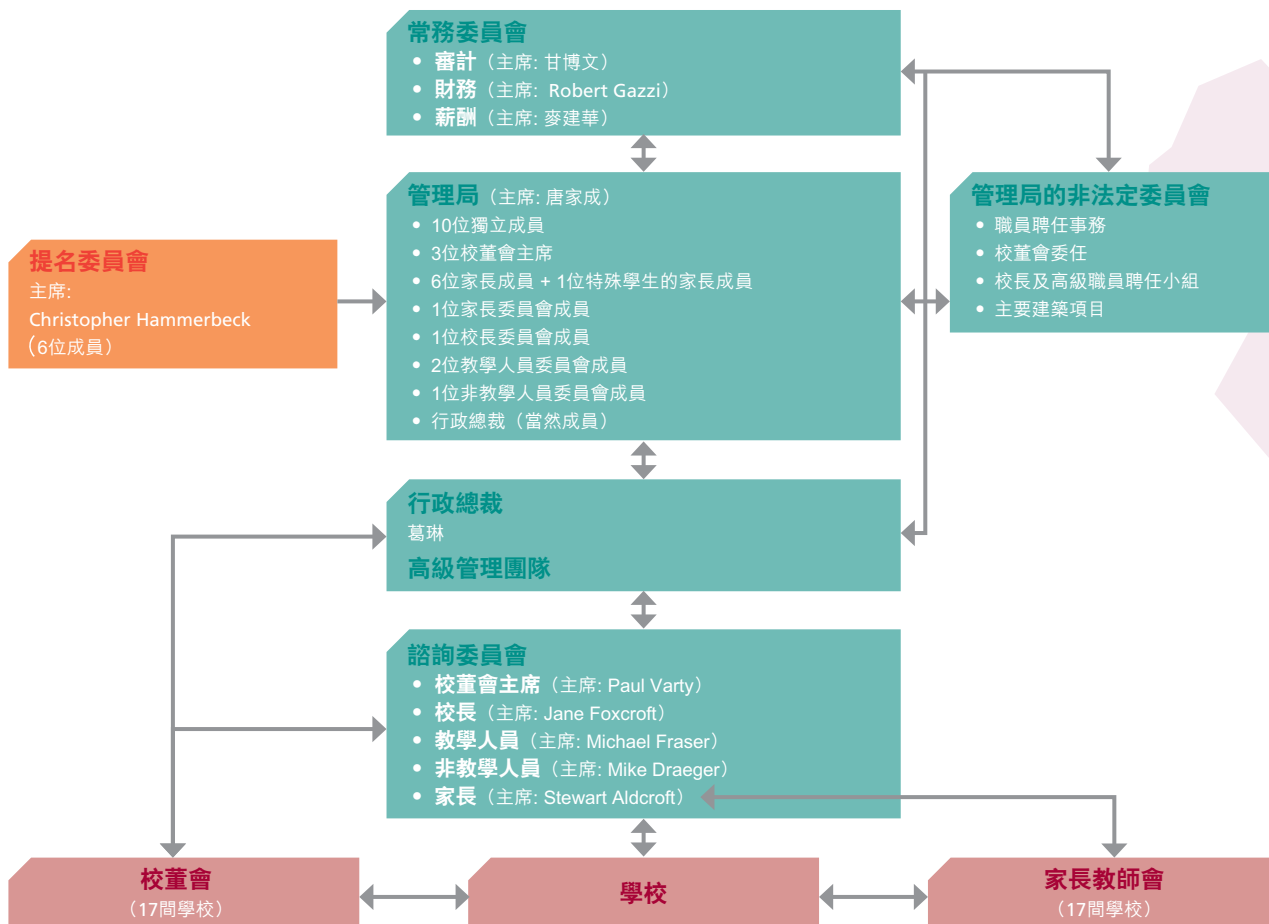 常務委員會
• 審計（主席: 甘博文）
• 財務（主席: Robert Gazzi）
• 薪酬（主席: 麥建華）
管理局（主席: 唐家成）
• 10位獨立成員
• 3位校董會主席
• 6位家長成員 + 1位特殊學生的家長成員
• 1位家長委員會成員
• 1位校長委員會成員
• 2位教學人員委員會成員
• 1位非教學人員委員會成員
• 行政總裁（當然成員）
管理局的非法定委員會
• 職員聘任事務
• 校董會委任
• 校長及高級職員聘任小組
• 主要建築項目
提名委員會
主席:
Christopher Hammerbeck
（6位成員）
行政總裁
葛琳
高級管理團隊
諮詢委員會
• 校董會主席（主席: Paul Varty）
• 校長（主席: Jane Foxcroft）
• 教學人員（主席: Michael Fraser）
• 非教學人員（主席: Mike Draeger）
• 家長（主席: Stewart Aldcroft）
校董會
（17間學校）
學校
家長教師會
（17間學校）